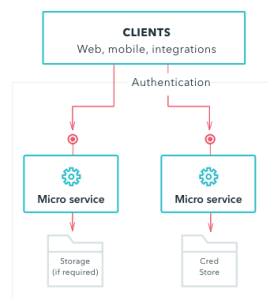 CLIENTS
Web, mobile, integrations
Authentication
Micro service
Micro service
Storage
(if required)
Cred
Store